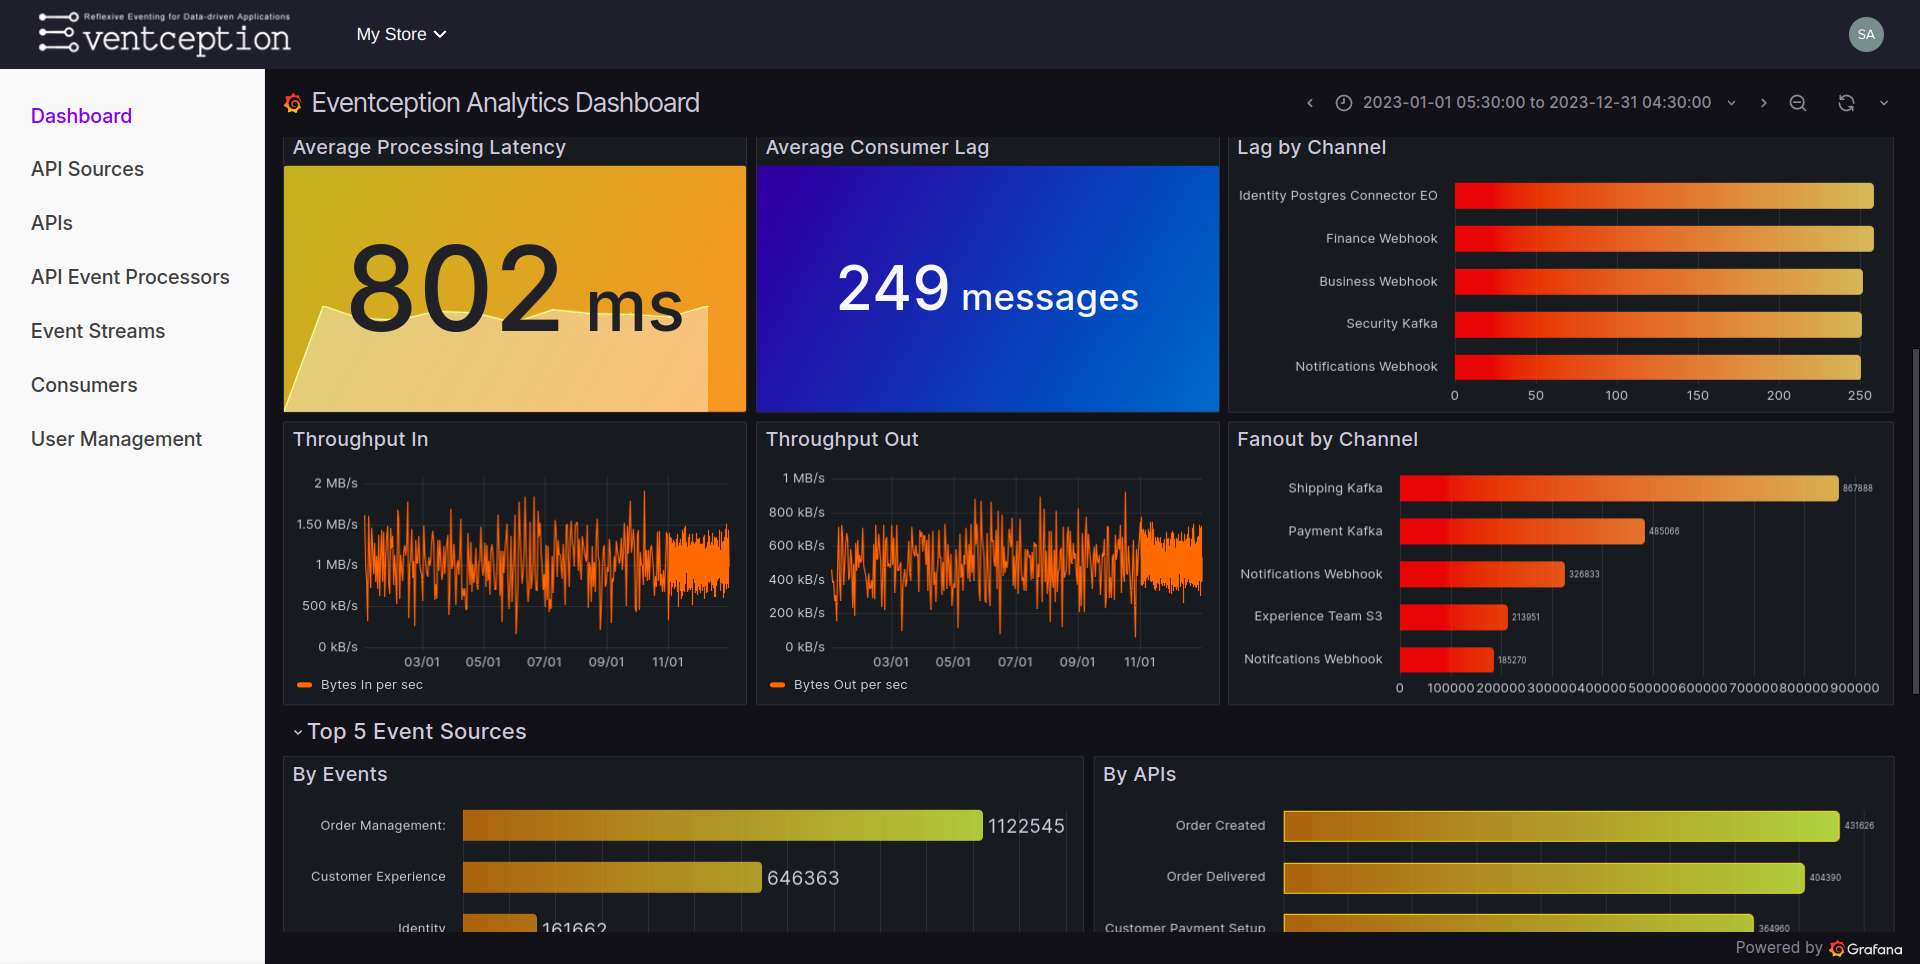 Reflexive Eventing for Data-driven Applications
ventception
My Store
SA
Dashboard
API Sources
APIs
API Event Processors
Event Streams
Consumers
User Management
Eventception Analytics Dashboard
2023-01-01 05:30:00 to 2023-12-31 04:30:00
Average Processing Latency
802 ms
Average Consumer Lag
249 messages
Lag by Channel
Identity Postgres Connector EO
Finance Webhook
Business Webhook
Security Kafka
Notifications Webhook
0 50 100 150 200 250
Throughput In
2 MB/s
1.50 MB/s
1 MB/s
500 kB/s
0 kB/s
03/01 05/01 07/01 09/01 11/01
Bytes In per sec
Throughput Out
1 MB/s
800 kB/s
600 kB/s
400 kB/s
200 kB/s
0 kB/s
03/01 05/01 07/01 09/01 11/01
Bytes Out per sec
Fanout by Channel
Shipping Kafka 867888
Payment Kafka 485066
Notifications Webhook 326833
Experience Team S3 213951
Notifcations Webhook 185270
0 100000 200000 300000 400000 500000 600000 700000 800000 900000
Top 5 Event Sources
By Events
Order Management: 1122545
Customer Experience 646363
Identity 161662
By APIs
Order Created 431626
Order Delivered 404390
Customer Payment Setup 364960
Powered by Grafana